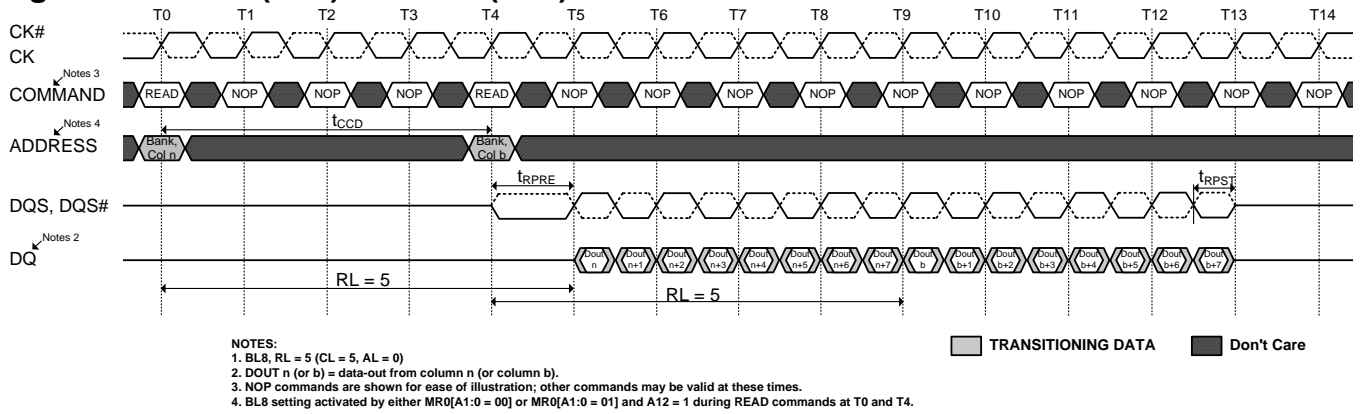 T0 T1 T2 T3 T4 T5 T6 T7 T8 T9 T10 T11 T12 T13 T14
CK#
CK
Notes 3
COMMAND READ NOP NOP NOP READ NOP NOP NOP NOP NOP NOP NOP NOP NOP NOP
tCCD
Notes 4
ADDRESS Bank, Col n Bank, Col b
tRPRE tRPST
DQS, DQS#
Notes 2
DQ Dout n Dout n+1 Dout n+2 Dout n+3 Dout n+4 Dout n+5 Dout n+6 Dout n+7 Dout b Dout b+1 Dout b+2 Dout b+3 Dout b+4 Dout b+5 Dout b+6 Dout b+7
RL = 5 RL = 5
NOTES:
1. BL8, RL = 5 (CL = 5, AL = 0)
2. DOUT n (or b) = data-out from column n (or column b).
3. NOP commands are shown for ease of illustration; other commands may be valid at these times.
4. BL8 setting activated by either MR0[A1:0 = 00] or MR0[A1:0 = 01] and A12 = 1 during READ commands at T0 and T4.
TRANSITIONING DATA Don't Care